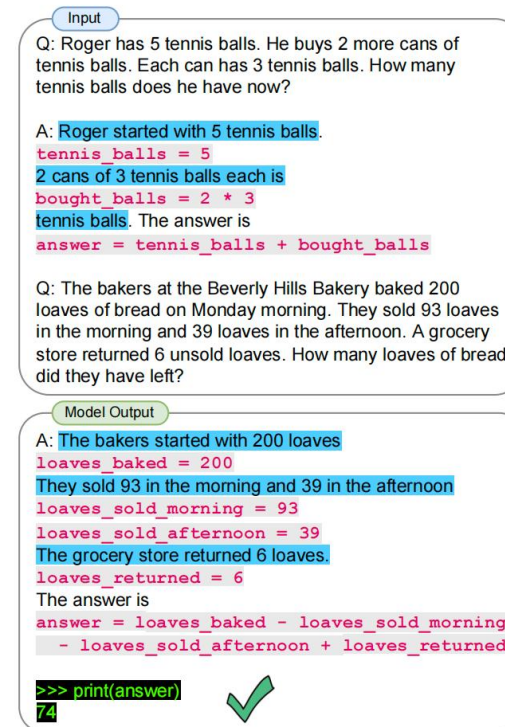 Input
Q: Roger has 5 tennis balls. He buys 2 more cans of
tennis balls. Each can has 3 tennis balls. How many
tennis balls does he have now?
A: Roger started with 5 tennis balls.
tennis_balls = 5
2 cans of 3 tennis balls each is
bought_balls = 2 * 3
tennis balls. The answer is
answer = tennis_balls + bought_balls
Q: The bakers at the Beverly Hills Bakery baked 200
loaves of bread on Monday morning. They sold 93 loaves
in the morning and 39 loaves in the afternoon. A grocery
store returned 6 unsold loaves. How many loaves of bread
did they have left?
Model Output
A: The bakers started with 200 loaves
loaves_baked = 200
They sold 93 in the morning and 39 in the afternoon
loaves_sold_morning = 93
loaves_sold_afternoon = 39
The grocery store returned 6 loaves.
loaves_returned = 6
The answer is
answer = loaves_baked - loaves_sold_morning
- loaves_sold_afternoon + loaves_returned
>>> print(answer)
74